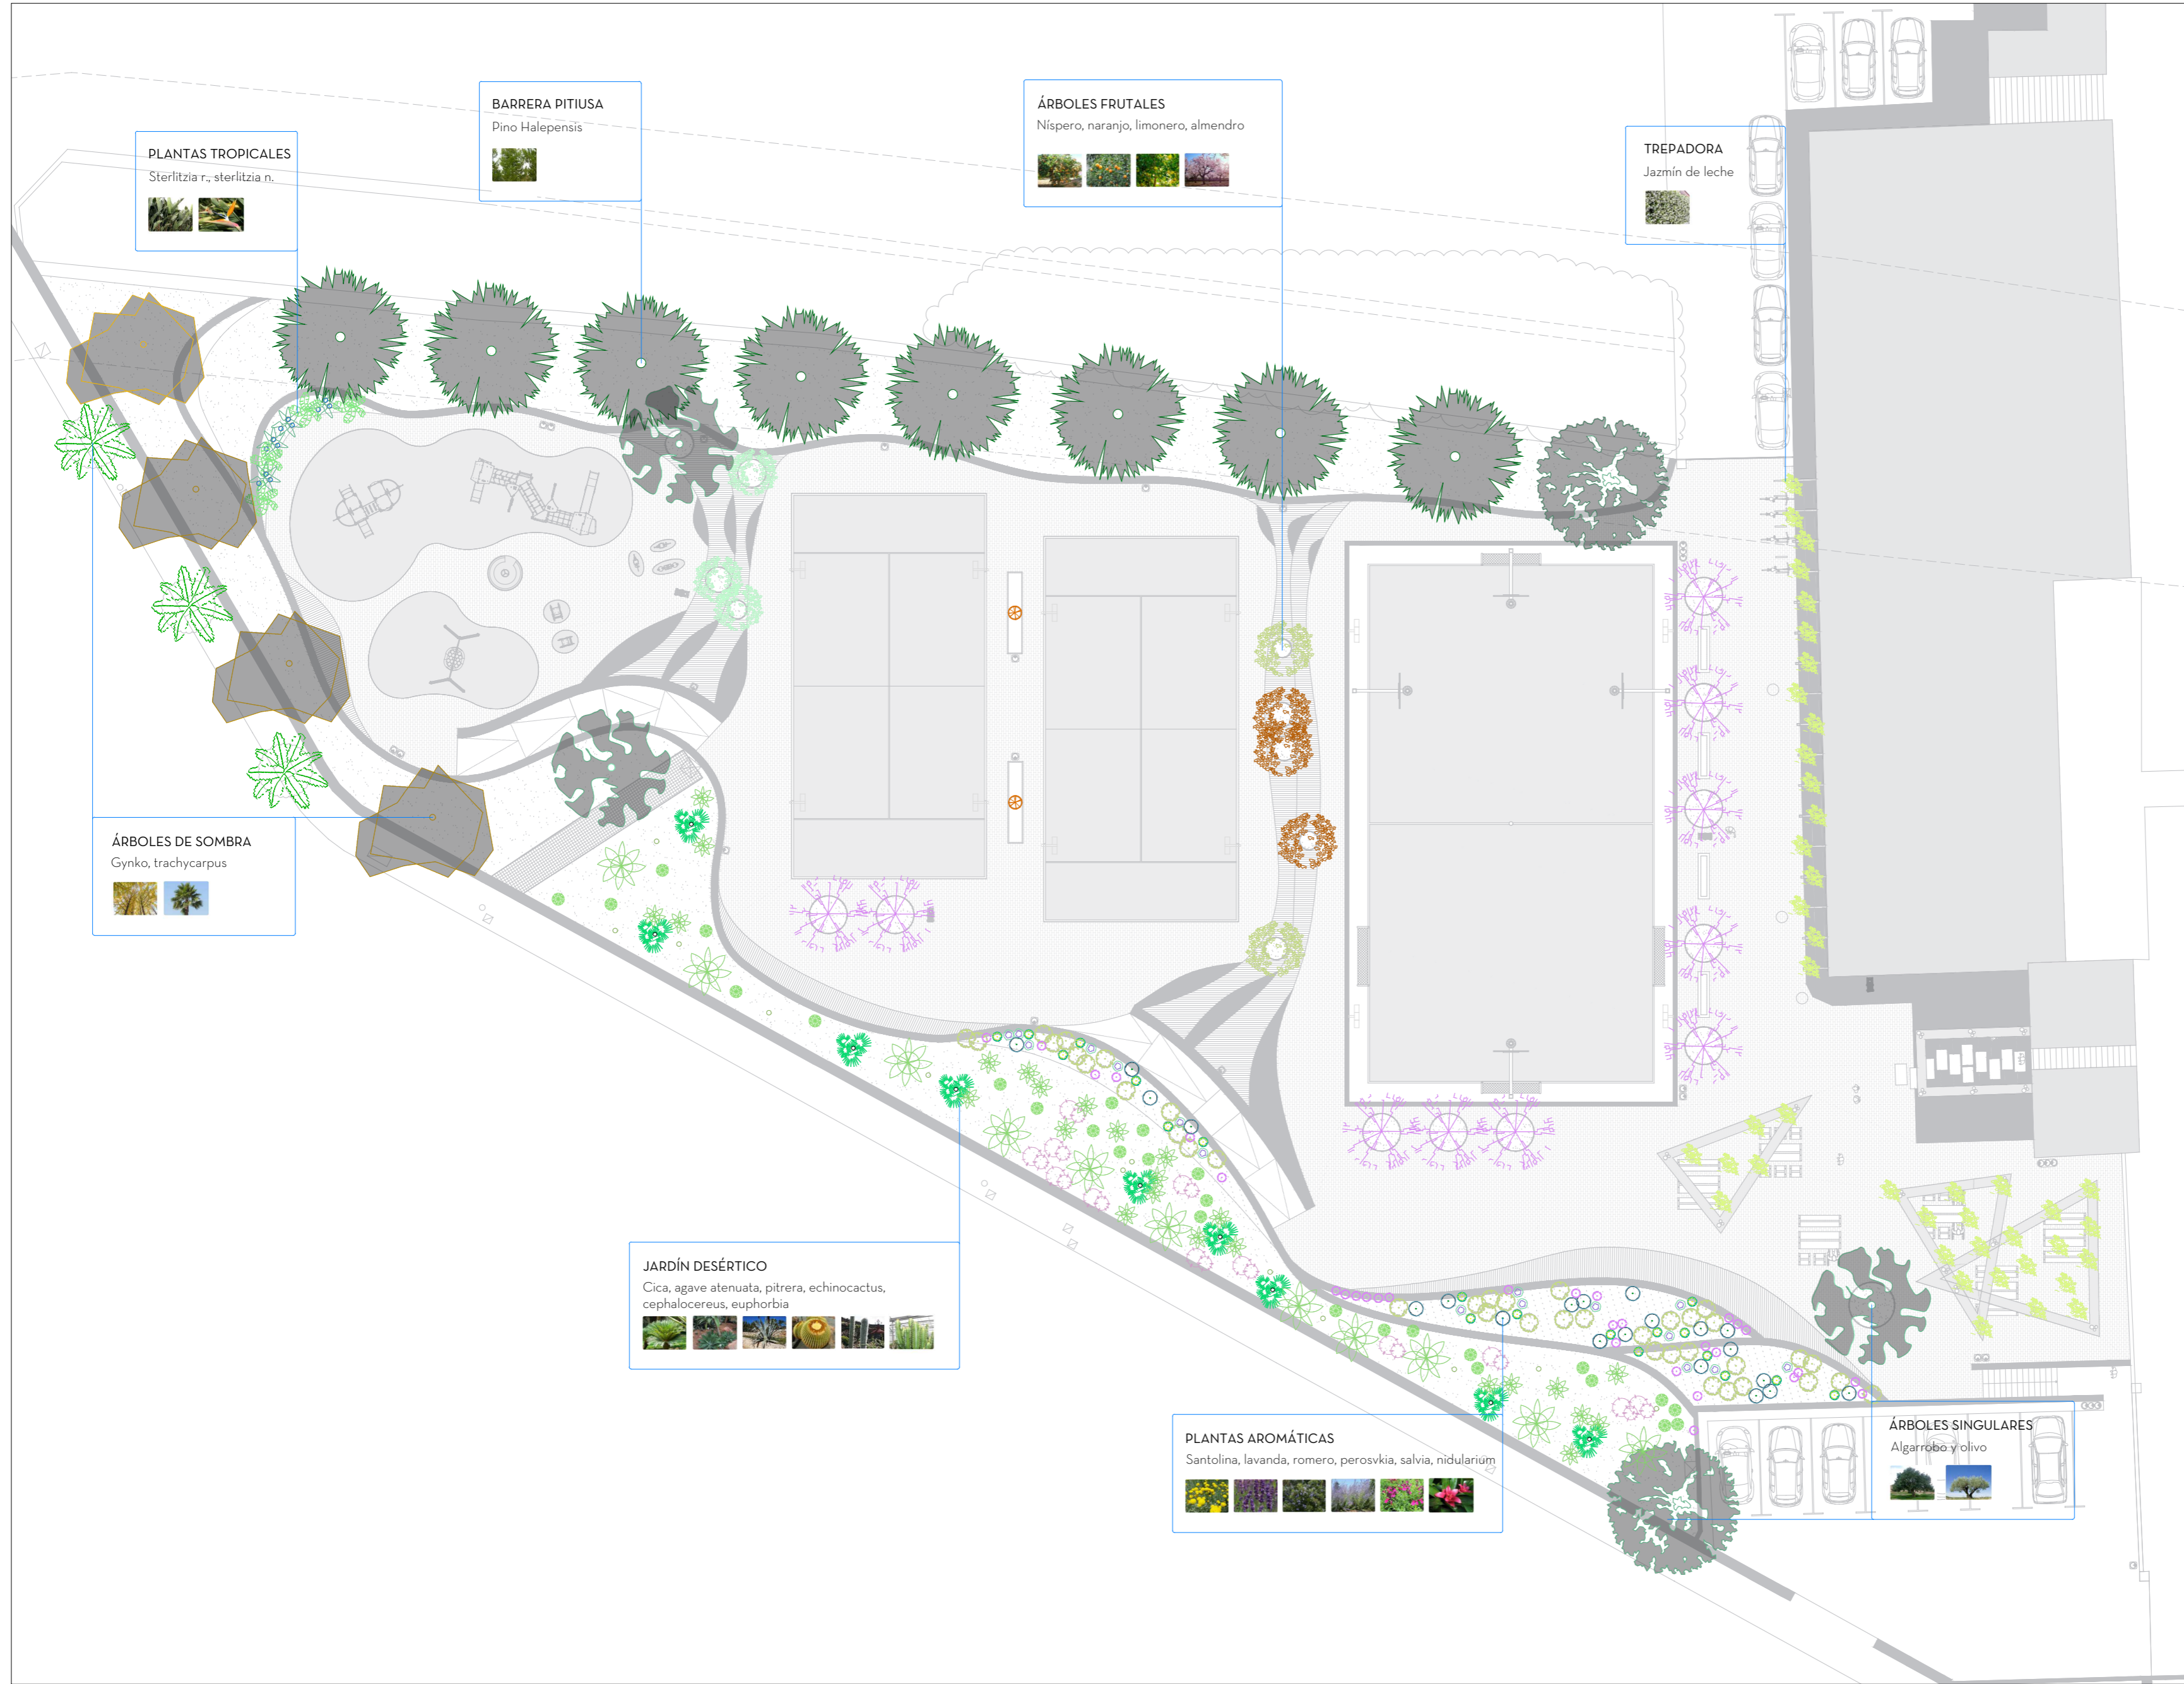 BARRERA PITIUSA
Pino Halepensis
ÁRBOLES FRUTALES
Níspero, naranjo, limonero, almendro
PLANTAS TROPICALES
Sterlitzia r., sterlitzia n.
TREPADORA
Jazmín de leche
ÁRBOLES DE SOMBRA
Gynko, trachycarpus
JARDÍN DESÉRTICO
Cica, agave atenuata, pitrera, echinocactus,
cephalocereus, euphorbia
PLANTAS AROMÁTICAS
Santolina, lavanda, romero, perosvkia, salvia, nidularium
ÁRBOLES SINGULARES
Algarrobo y olivo